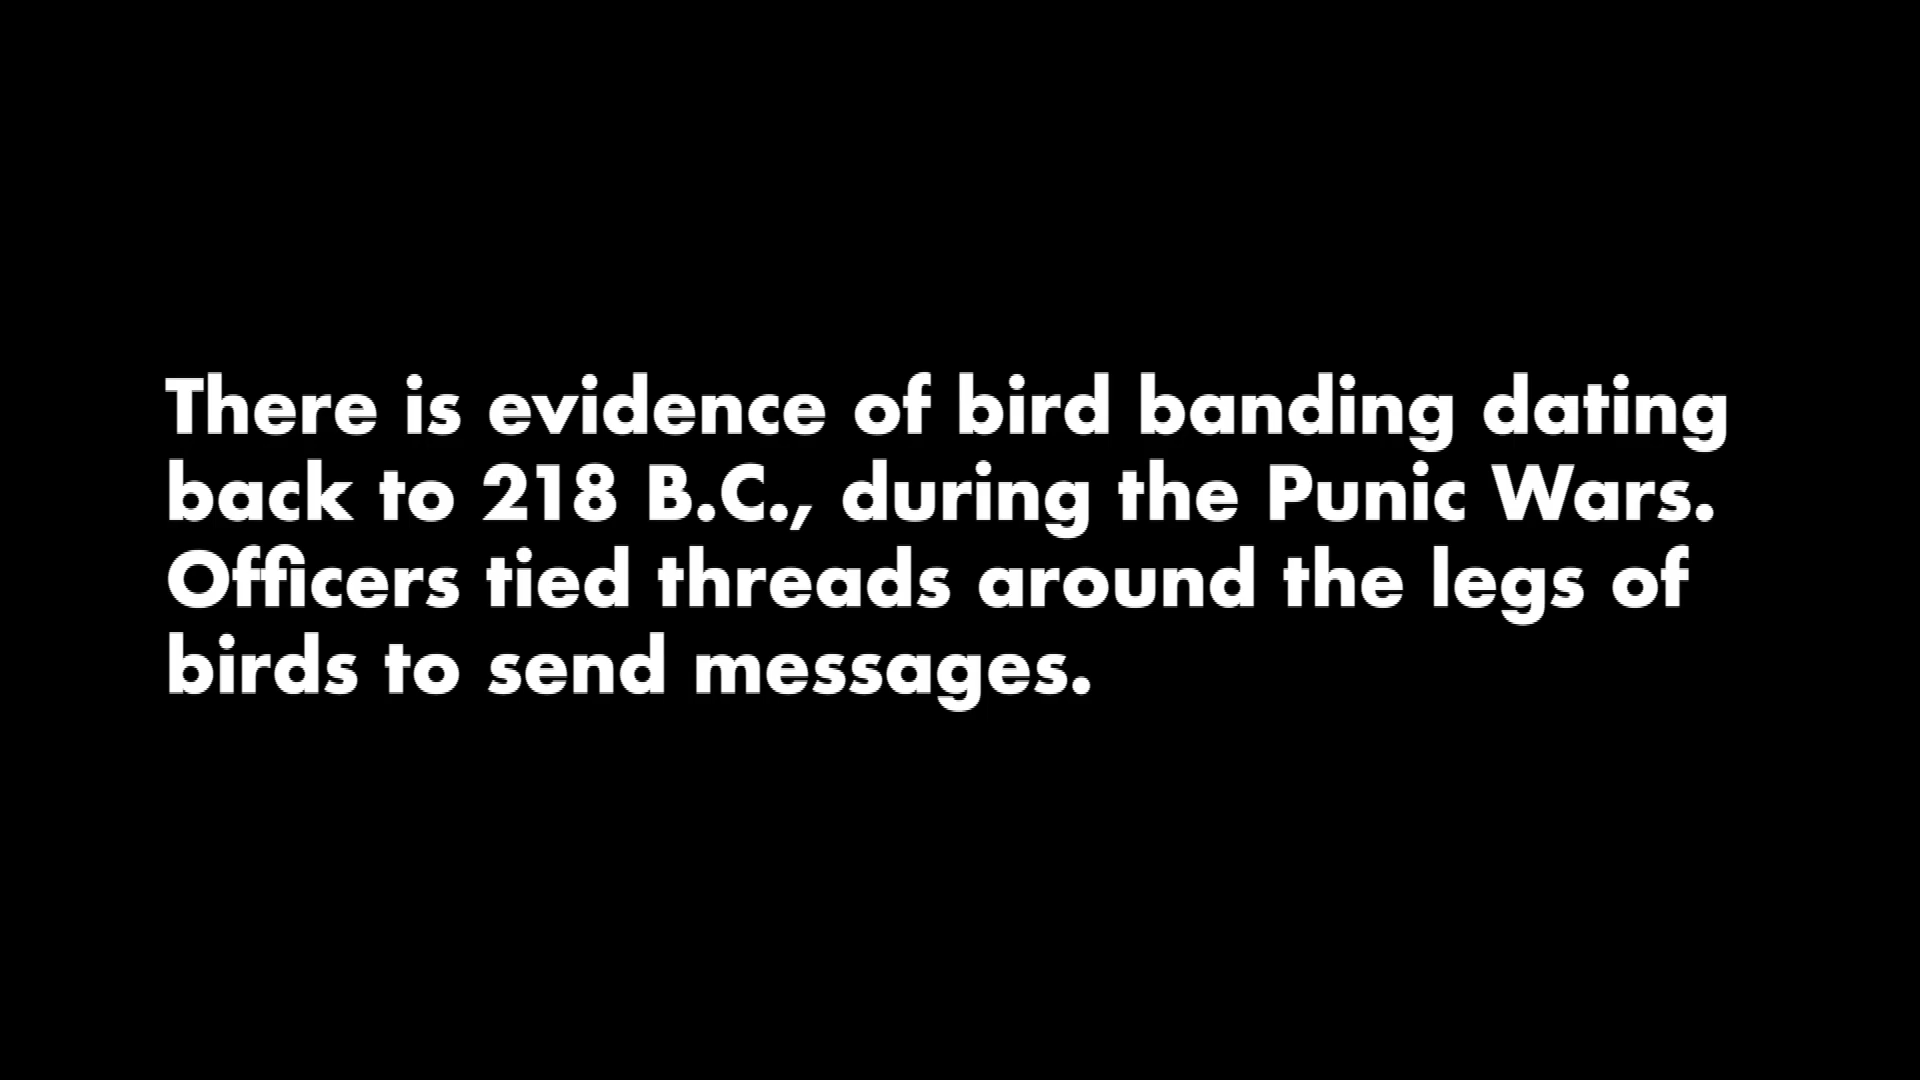 There is evidence of bird banding dating
back to 218 B.C., during the Punic Wars.
Officers tied threads around the legs of
birds to send messages.